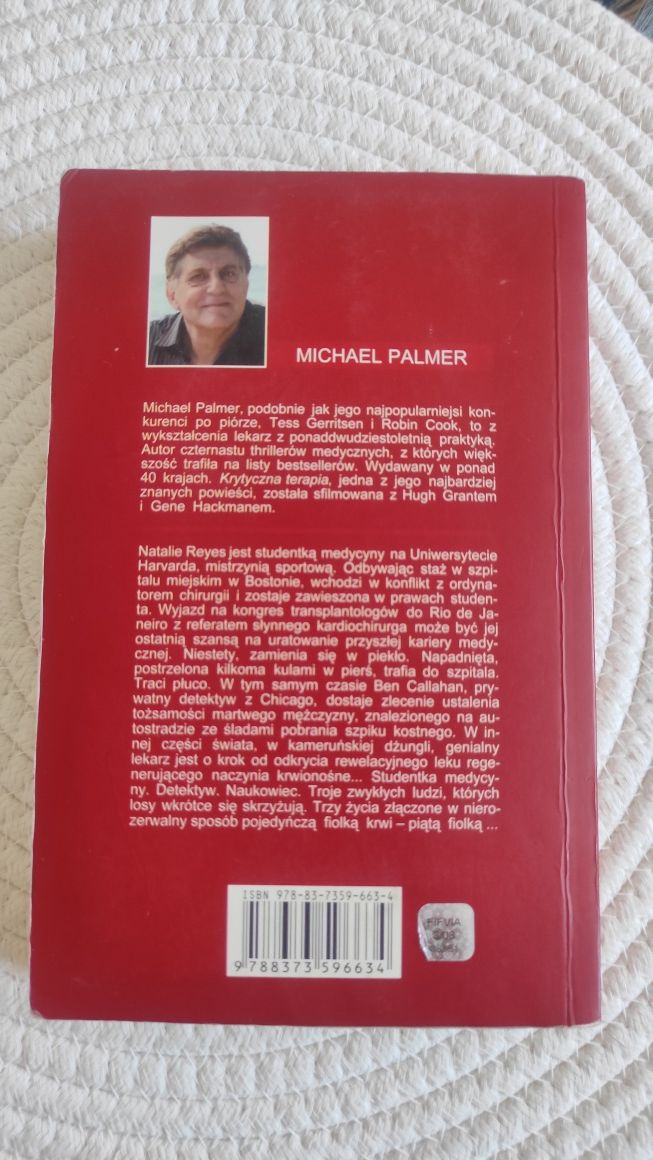 MICHAEL PALMER
Michael Palmer, podobnie jak jego najpopularniejsi kon-
kurenci po piórze, Tess Gerritsen i Robin Cook, to z
wykształcenia lekarz z ponaddwudziestoletnią praktyką.
Autor czternastu thrillerów medycznych, z których więk-
szość trafiła na listy bestsellerów. Wydawany w ponad
40 krajach. Krytyczna terapia, jedna z jego najbardziej
znanych powieści, została sfilmowana z Hugh Grantem
i Gene Hackmanem.
Natalie Reyes jest studentką medycyny na Uniwersytecie
Harvarda, mistrzynią sportową. Odbywając staż w szpi-
talu miejskim w Bostonie, wchodzi w konflikt z ordyna-
torem chirurgii i zostaje zawieszona w prawach studen-
ta. Wyjazd na kongres transplantologów do Rio de Ja-
neiro z referatem słynnego kardiochirurga może być jej
ostatnią szansą na uratowanie przyszłej kariery medy-
cznej. Niestety, zamienia się w piekło. Napadnięta,
postrzelona kilkoma kulami w pierś, trafia do szpitala.
Traci płuco. W tym samym czasie Ben Callahan, pry-
watny detektyw z Chicago, dostaje zlecenie ustalenia
tożsamości martwego mężczyzny, znalezionego na au-
tostradzie ze śladami pobrania szpiku kostnego. W in-
nej części świata, w kameruńskiej dżungli, genialny
lekarz jest o krok od odkrycia rewelacyjnego leku rege-
nerującego naczynia krwionośne... Studentka medycy-
ny. Detektyw. Naukowiec. Troje zwykłych ludzi, których
losy wkrótce się skrzyżują. Trzy życia złączone w niero-
zerwalny sposób pojedyńczą fiolką krwi – piątą fiolką ...
ISBN 978-83-7359-663-4
9 788373 596634